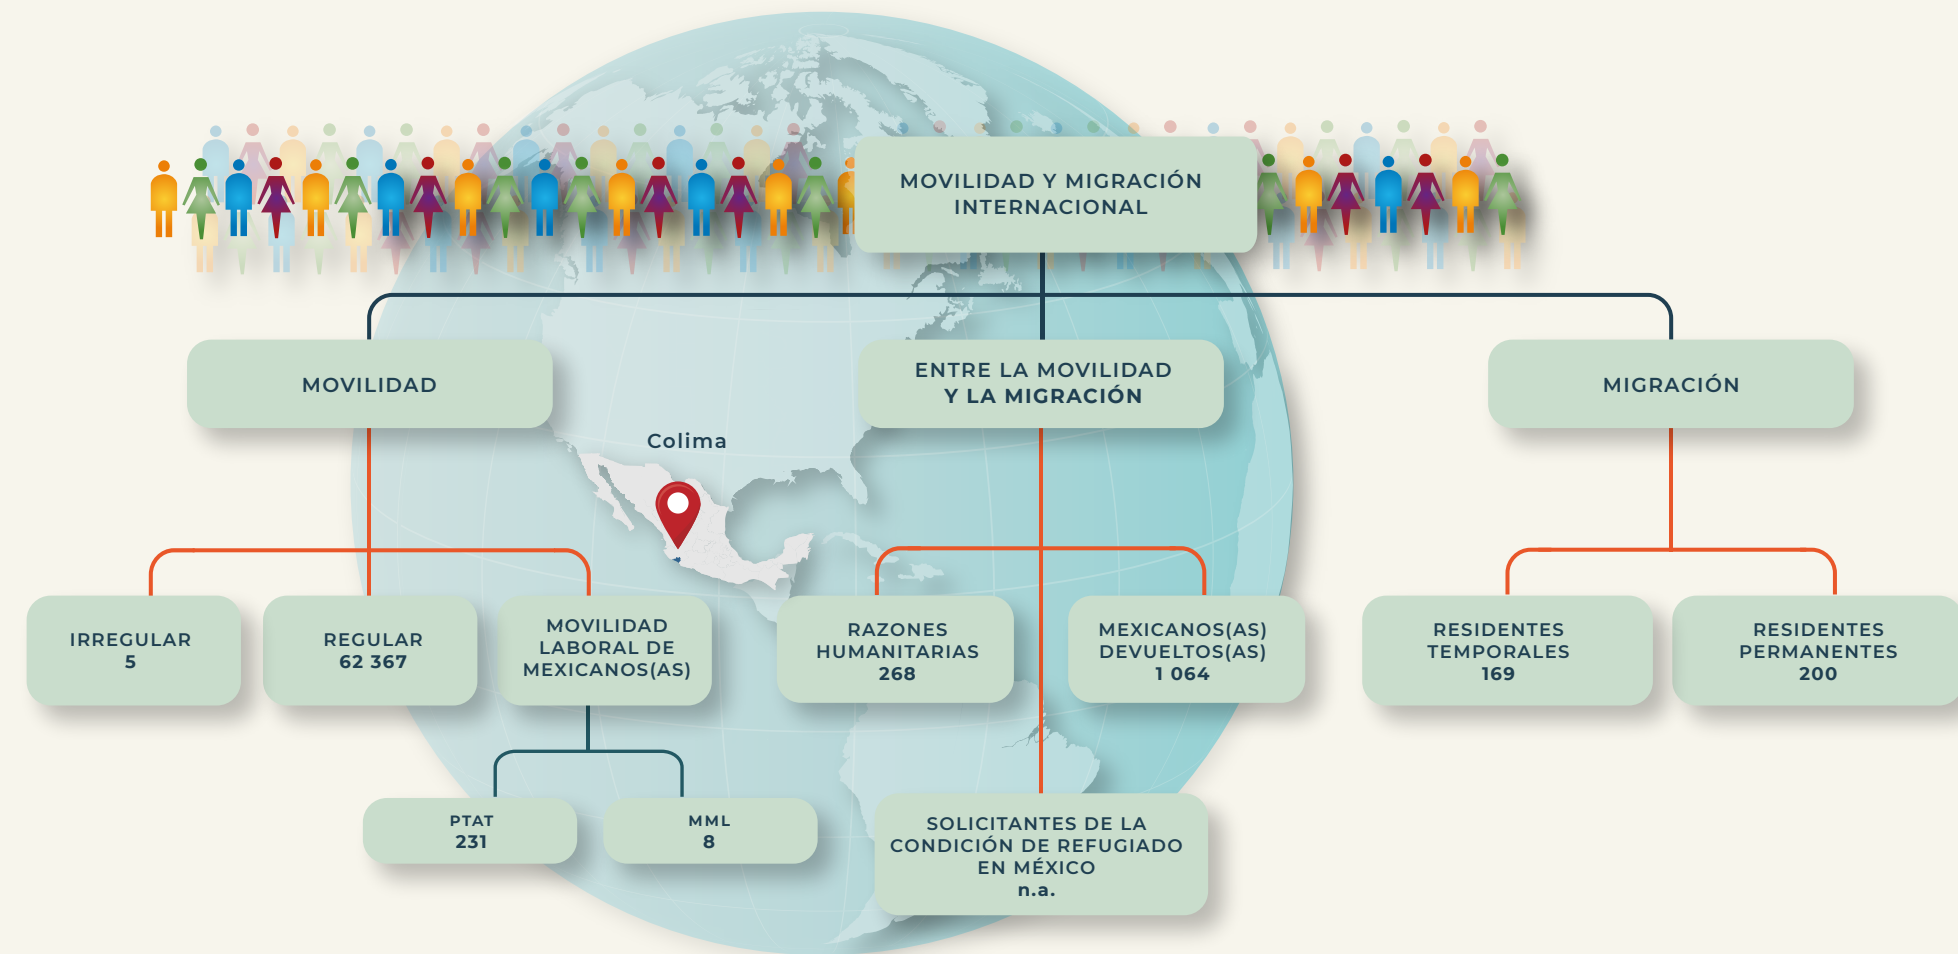 MOVILIDAD Y MIGRACIÓN
INTERNACIONAL
MOVILIDAD
ENTRE LA MOVILIDAD
Y LA MIGRACIÓN
MIGRACIÓN
Colima
IRREGULAR
5
REGULAR
62 367
MOVILIDAD
LABORAL DE
MEXICANOS(AS)
RAZONES
HUMANITARIAS
268
MEXICANOS(AS)
DEVUELTOS(AS)
1 064
RESIDENTES
TEMPORALES
169
RESIDENTES
PERMANENTES
200
PTAT
231
MML
8
SOLICITANTES DE LA
CONDICIÓN DE REFUGIADO
EN MÉXICO
n.a.